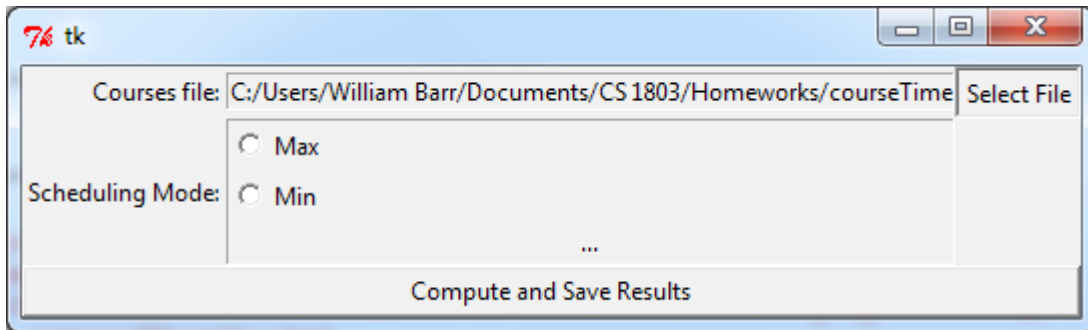 tk
Courses file: C:/Users/William Barr/Documents/CS 1803/Homeworks/courseTime Select File
Max
Scheduling Mode:
Min
...
Compute and Save Results